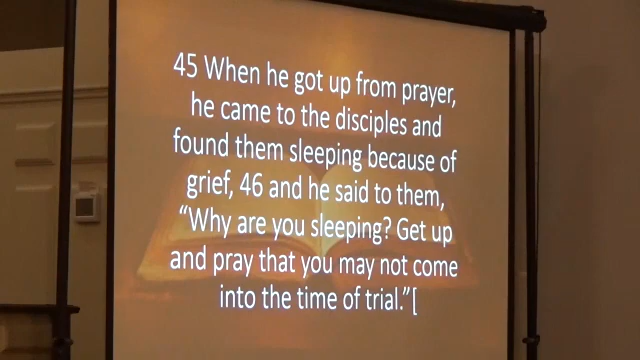 45 When he got up from prayer,
he came to the disciples and
found them sleeping because of
grief, 46 and he said to them,
“Why are you sleeping? Get up
and pray that you may not come
into the time of trial.”[